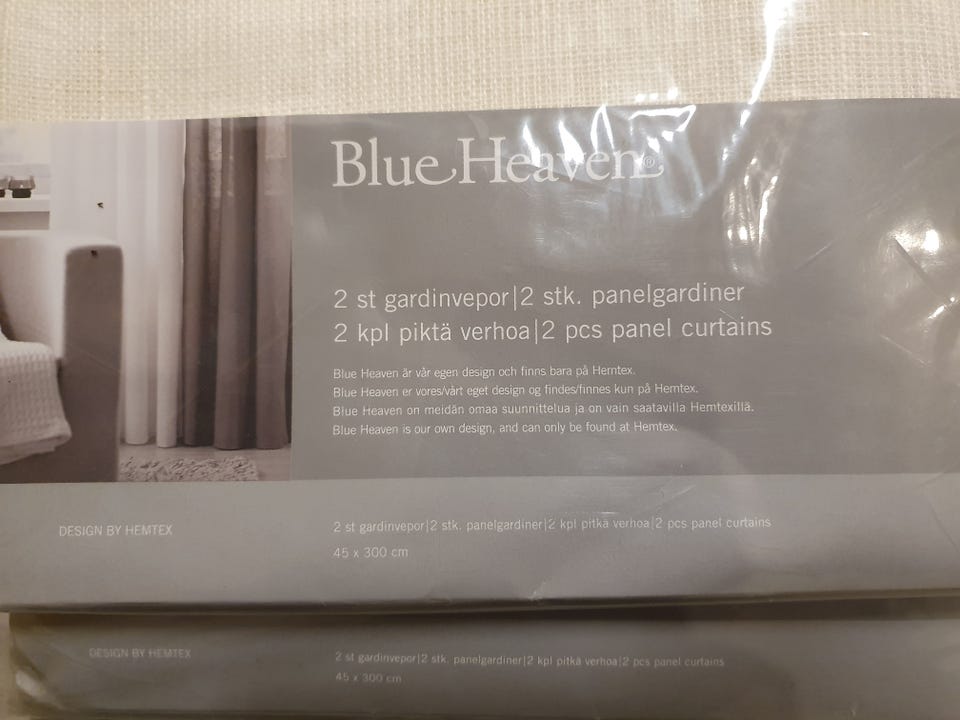 Blue Heaven®
2 st gardinvepor|2 stk. panelgardiner
2 kpl piktä verhoa|2 pcs panel curtains
Blue Heaven är vår egen design och finns bara på Hemtex.
Blue Heaven er vores/vårt eget design og findes/finnes kun på Hemtex.
Blue Heaven on meidän omaa suunnittelua ja on vain saatavilla Hemtexillä.
Blue Heaven is our own design, and can only be found at Hemtex.
DESIGN BY HEMTEX
2 st gardinvepor|2 stk. panelgardiner|2 kpl pitkä verhoa|2 pcs panel curtains
45 x 300 cm
DESIGN BY HEMTEX
2 st gardinvepor|2 stk. panelgardiner|2 kpl pitkä verhoa|2 pcs panel curtains
45 x 300 cm